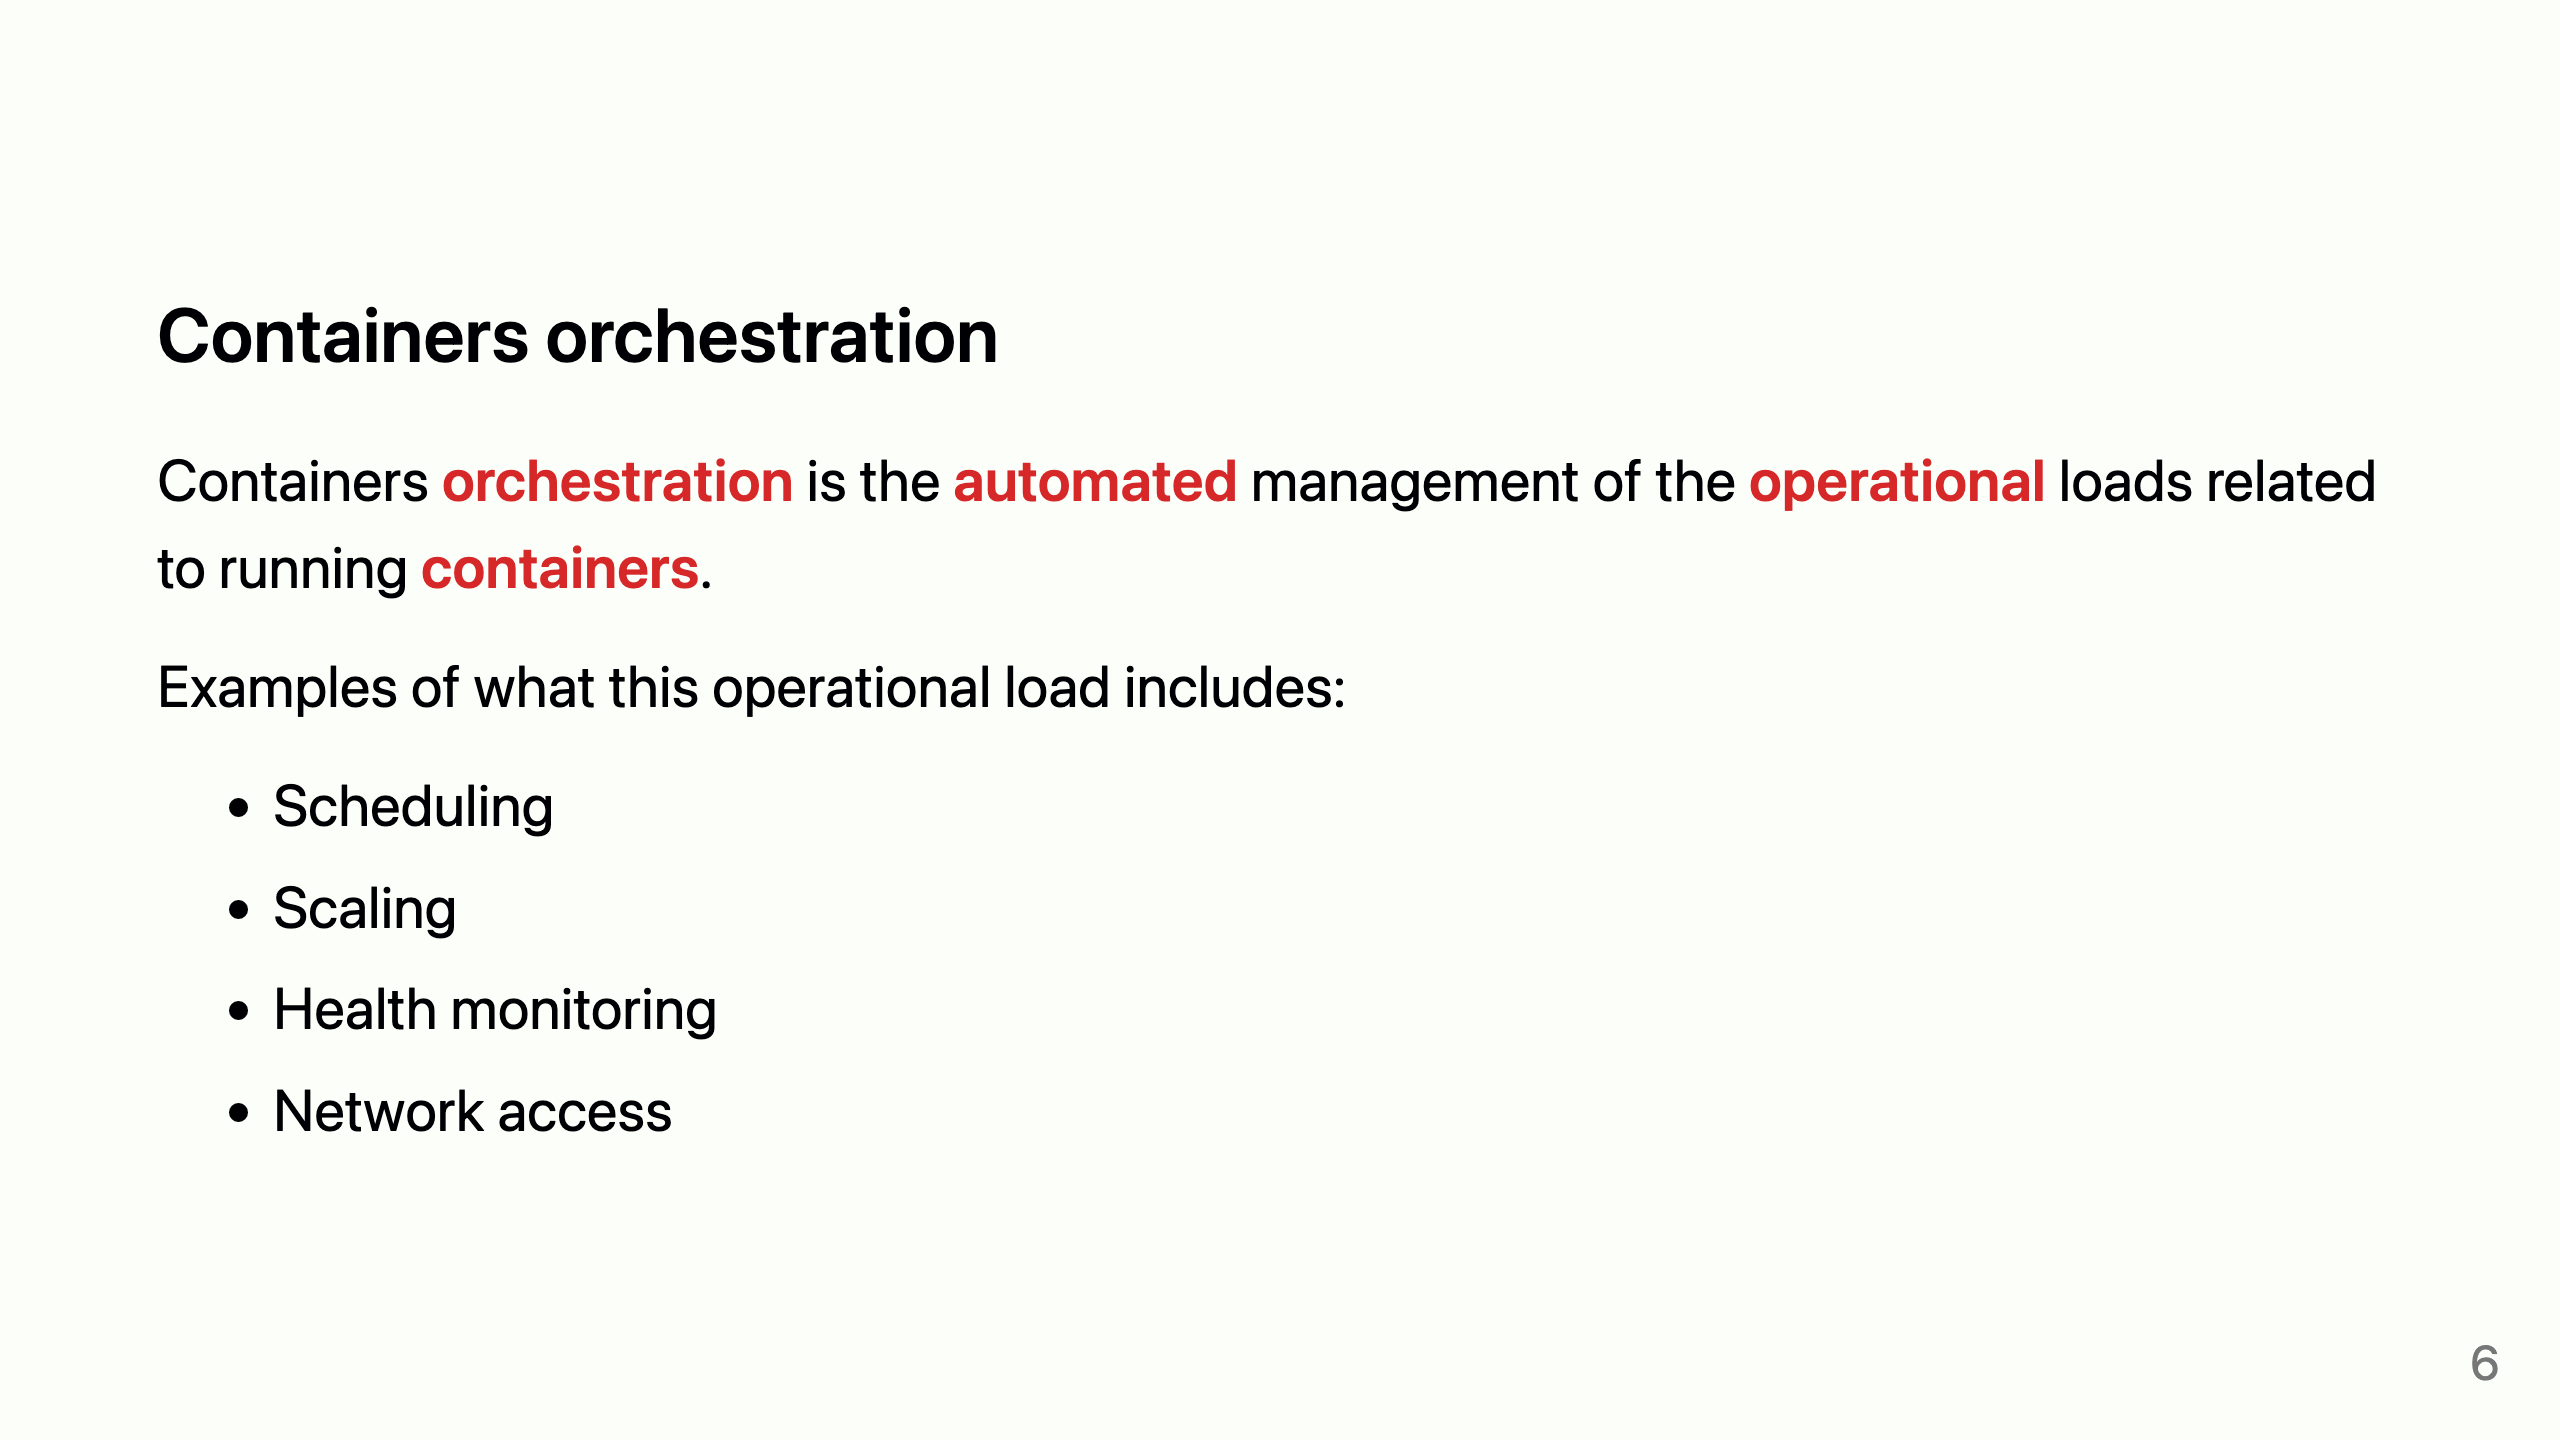 Containers orchestration
Containers orchestration is the automated management of the operational loads related
to running containers.
Examples of what this operational load includes:
• Scheduling
• Scaling
• Health monitoring
• Network access
6